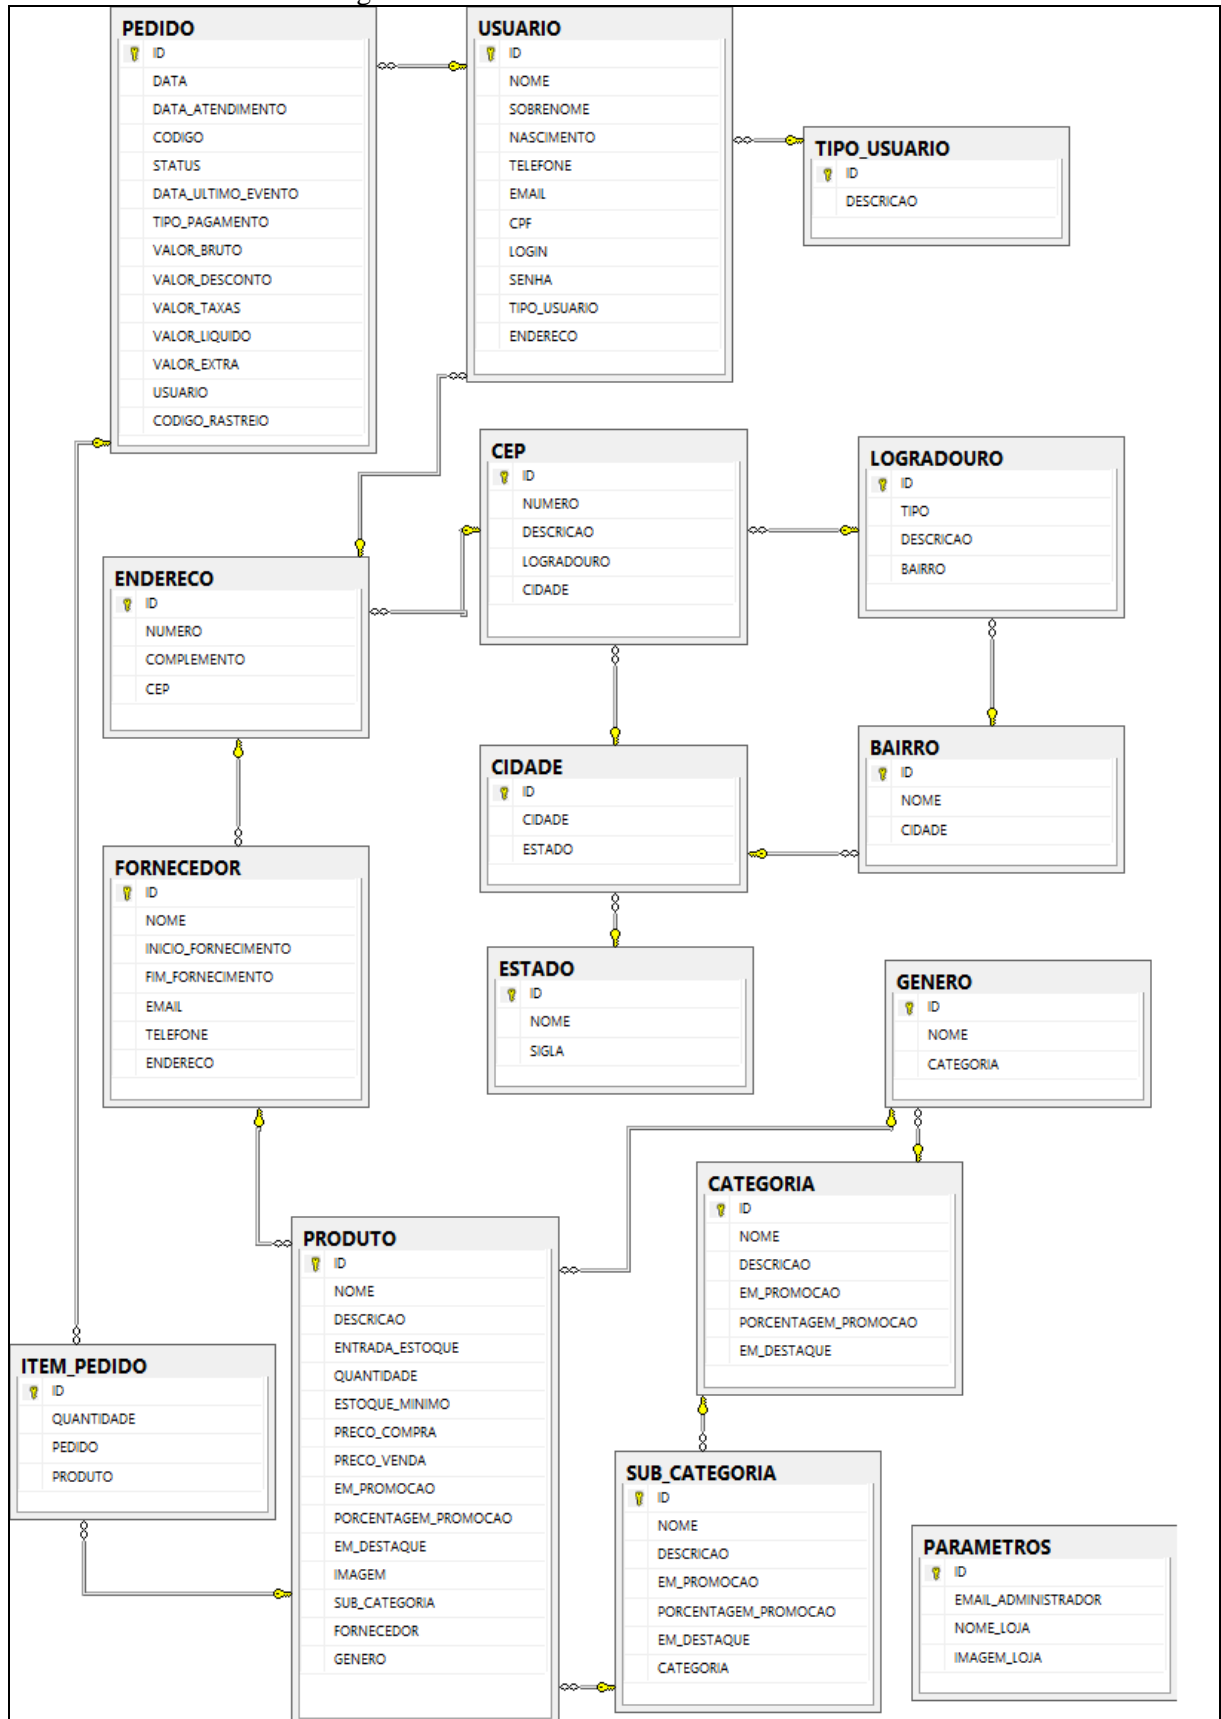 PEDIDO
ID
DATA
DATA_ATENDIMENTO
CODIGO
STATUS
DATA_ULTIMO_EVENTO
TIPO_PAGAMENTO
VALOR_BRUTO
VALOR_DESCONTO
VALOR_TAXAS
VALOR_LIQUIDO
VALOR_EXTRA
USUARIO
CODIGO_RASTREIO
USUARIO
ID
NOME
SOBRENOME
NASCIMENTO
TELEFONE
EMAIL
CPF
LOGIN
SENHA
TIPO_USUARIO
ENDERECO
TIPO_USUARIO
ID
DESCRICAO
CEP
ID
NUMERO
DESCRICAO
LOGRADOURO
CIDADE
LOGRADOURO
ID
TIPO
DESCRICAO
BAIRRO
ENDERECO
ID
NUMERO
COMPLEMENTO
CEP
CIDADE
ID
CIDADE
ESTADO
BAIRRO
ID
NOME
CIDADE
FORNECEDOR
ID
NOME
INICIO_FORNECIMENTO
FIM_FORNECIMENTO
EMAIL
TELEFONE
ENDERECO
ESTADO
ID
NOME
SIGLA
GENERO
ID
NOME
CATEGORIA
CATEGORIA
ID
NOME
DESCRICAO
EM_PROMOCAO
PORCENTAGEM_PROMOCAO
EM_DESTAQUE
PRODUTO
ID
NOME
DESCRICAO
ENTRADA_ESTOQUE
QUANTIDADE
ESTOQUE_MINIMO
PRECO_COMPRA
PRECO_VENDA
EM_PROMOCAO
PORCENTAGEM_PROMOCAO
EM_DESTAQUE
IMAGEM
SUB_CATEGORIA
FORNECEDOR
GENERO
ITEM_PEDIDO
ID
QUANTIDADE
PEDIDO
PRODUTO
SUB_CATEGORIA
ID
NOME
DESCRICAO
EM_PROMOCAO
PORCENTAGEM_PROMOCAO
EM_DESTAQUE
CATEGORIA
PARAMETROS
ID
EMAIL_ADMINISTRADOR
NOME_LOJA
IMAGEM_LOJA